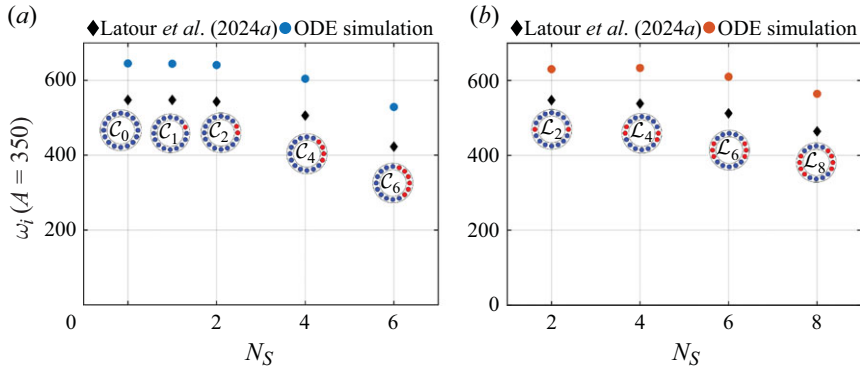 (a)
♦Latour et al. (2024a) ●ODE simulation
600
400
200
0
ω_i (A = 350)
C_0
C_1
C_2
C_4
C_6
2
4
6
N_S
(b)
♦Latour et al. (2024a) ●ODE simulation
600
400
200
0
L_2
L_4
L_6
L_8
2
4
6
8
N_S